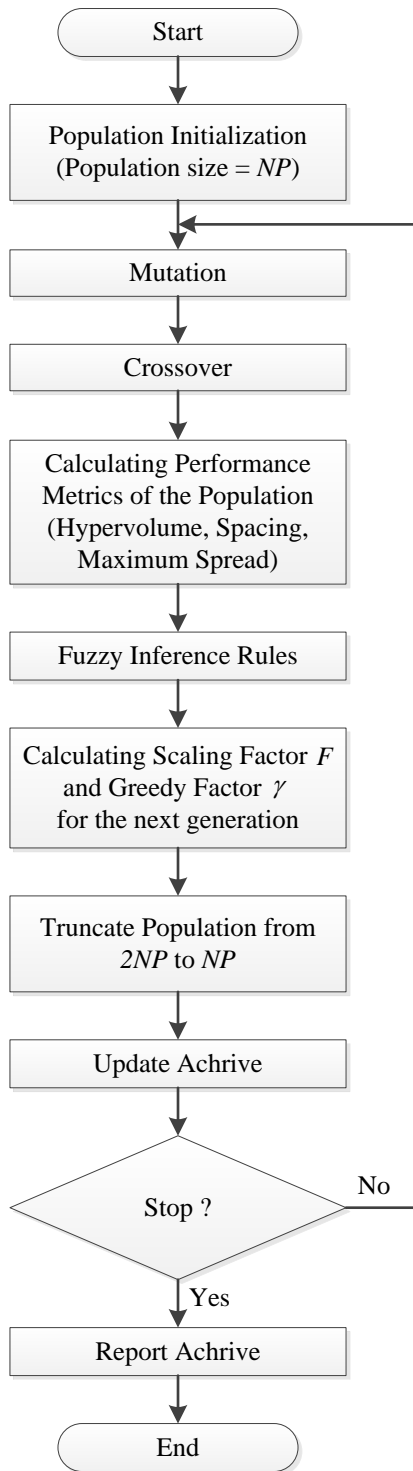 Start
Population Initialization
(Population size = NP)
Mutation
Crossover
Calculating Performance
Metrics of the Population
(Hypervolume, Spacing,
Maximum Spread)
Fuzzy Inference Rules
Calculating Scaling Factor F
and Greedy Factor γ
for the next generation
Truncate Population from
2NP to NP
Update Achrive
Stop ?
No
Yes
Report Achrive
End